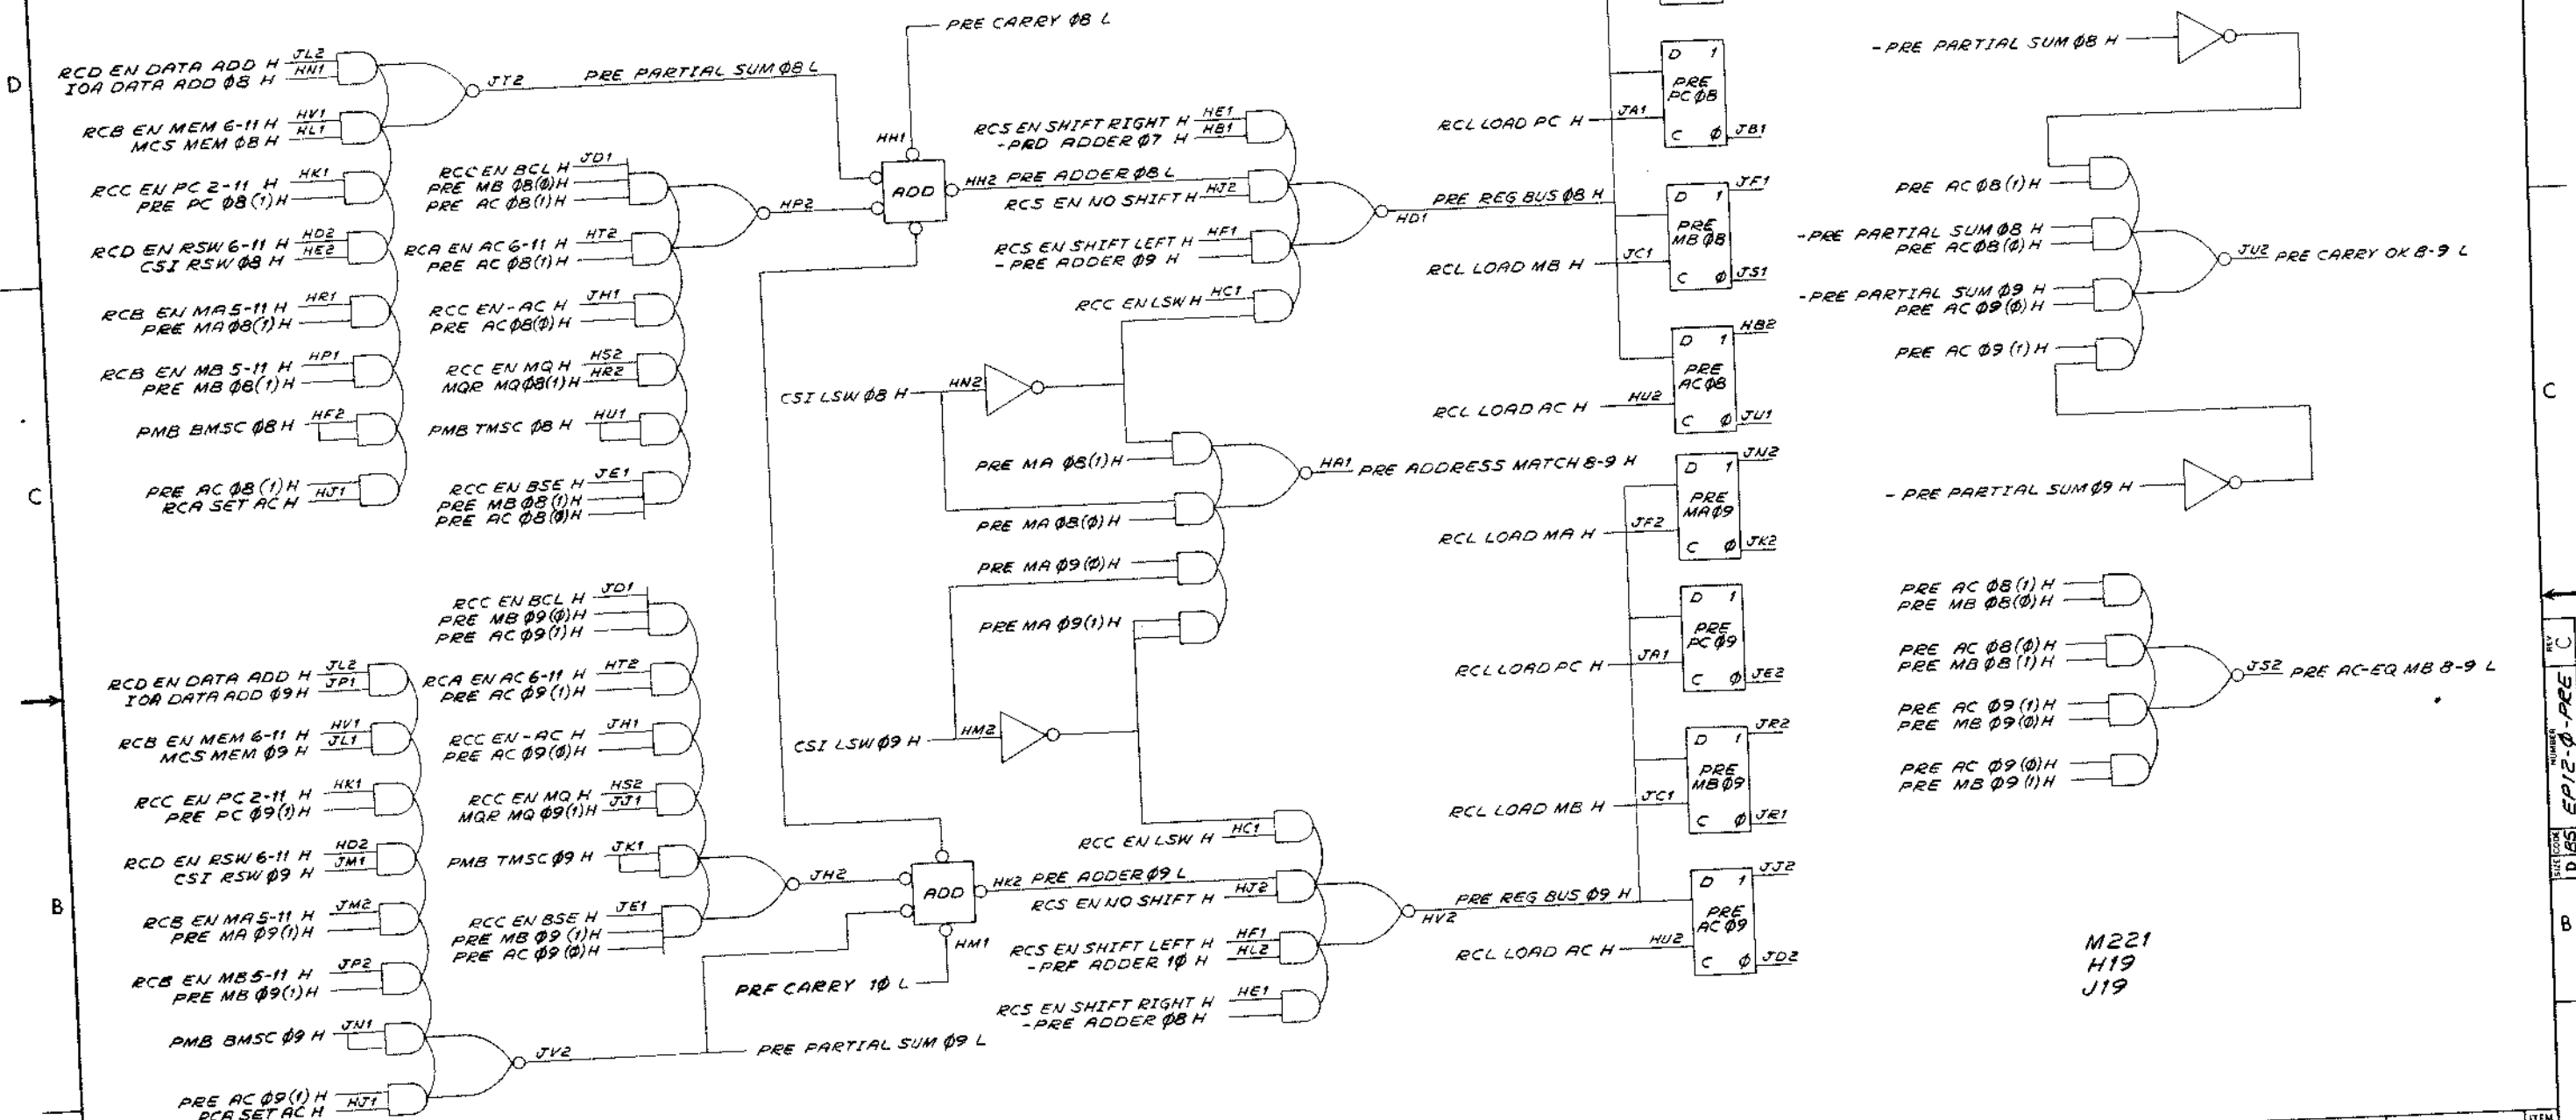 D
RCD EN DATA ADD H JL2
IOA DATA ADD Ø8 H HN1
RCB EN MEM 6-11 H HV1
MCS MEM Ø8 H HL1
RCC EN PC 2-11 H HK1
PRE PC Ø8(1)H
RCD EN RSW 6-11 H HD2
CSI RSW Ø8 H HE2
RCB EN MA 5-11 H HR1
PRE MA Ø8(1)H
RCB EN MB 5-11 H HP1
PRE MB Ø8(1)H
PMB BMSC Ø8 H HF2
PRE AC Ø8(1)H
RCA SET AC H HJ1
JT2 PRE PARTIAL SUM Ø8 L
RCC EN BCL H JD1
PRE MB Ø8(Ø)H
PRE AC Ø8(1)H
RCA EN AC 6-11 H HT2
PRE AC Ø8(1)H
RCC EN-AC H JH1
PRE AC Ø8(Ø)H
RCC EN MQ H HS2
MQR MQØ8(1)H HR2
PMB TMSC Ø8 H HU1
RCC EN BSE H JE1
PRE MB Ø8(1)H
PRE AC Ø8(Ø)H
HP2
PRE CARRY Ø8 L
HH1
ADD
HH2 PRE ADDER Ø8 L
RCS EN SHIFT RIGHT H HE1
-PRD ADDER Ø7 H HB1
RCS EN NO SHIFT H HJ2
RCS EN SHIFT LEFT H HF1
-PRE ADDER Ø9 H
RCC EN LSW H HC1
HD1
PRE REG BUS Ø8 H
CSI LSW Ø8 H HN2
PRE MA Ø8(1)H
PRE MA Ø8(Ø)H
PRE MA Ø9(Ø)H
PRE MA Ø9(1)H
HA1 PRE ADDRESS MATCH 8-9 H
CSI LSW Ø9 H HM2
RCL LOAD PC H JA1
D 1
PRE
PC Ø8
C Ø JB1
RCL LOAD MB H JC1
D 1 JF1
PRE
MB Ø8
C Ø JS1
RCL LOAD AC H HU2
D 1 HB2
PRE
AC Ø8
C Ø JU1
RCL LOAD MA H JF2
D 1 JN2
PRE
MA Ø9
C Ø JK2
RCL LOAD PC H JA1
D 1
PRE
PC Ø9
C Ø JE2
RCL LOAD MB H JC1
D 1 JR2
PRE
MB Ø9
C Ø JR1
RCL LOAD AC H HU2
D 1 JJ2
PRE
AC Ø9
C Ø JD2
-PRE PARTIAL SUM Ø8 H
PRE AC Ø8(1)H
-PRE PARTIAL SUM Ø8 H
PRE AC Ø8(Ø)H
-PRE PARTIAL SUM Ø9 H
PRE AC Ø9(Ø)H
PRE AC Ø9(1)H
JU2 PRE CARRY OK 8-9 L
-PRE PARTIAL SUM Ø9 H
PRE AC Ø8(1)H
PRE MB Ø8(Ø)H
PRE AC Ø8(Ø)H
PRE MB Ø8(1)H
PRE AC Ø9(1)H
PRE MB Ø9(Ø)H
PRE AC Ø9(Ø)H
PRE MB Ø9(1)H
JS2 PRE AC-EQ MB 8-9 L
C
C
RCC EN BCL H JD1
PRE MB Ø9(Ø)H
PRE AC Ø9(1)H
RCA EN AC 6-11 H HT2
PRE AC Ø9(1)H
RCC EN-AC H JH1
PRE AC Ø9(Ø)H
RCC EN MQ H HS2
MQR MQ Ø9(1)H JJ1
PMB TMSC Ø9 H JK1
RCC EN BSE H JE1
PRE MB Ø9(1)H
PRE AC Ø9(Ø)H
JH2
RCD EN DATA ADD H JL2
IOA DATA ADD Ø9 H JP1
RCB EN MEM 6-11 H HV1
MCS MEM Ø9 H JL1
RCC EN PC 2-11 H HK1
PRE PC Ø9(1)H
RCD EN RSW 6-11 H HD2
CSI RSW Ø9 H JM1
RCB EN MA 5-11 H JM2
PRE MA Ø9(1)H
RCB EN MB 5-11 H JP2
PRE MB Ø9(1)H
PMB BMSC Ø9 H JN1
PRE AC Ø9(1)H
RCA SET AC H HJ1
JV2
PRE PARTIAL SUM Ø9 L
ADD
HM1
PRF CARRY 1Ø L
HK2 PRE ADDER Ø9 L
RCC EN LSW H HC1
RCS EN NO SHIFT H HJ2
RCS EN SHIFT LEFT H HF1
-PRF ADDER 1Ø H HL2
RCS EN SHIFT RIGHT H HE1
-PRE ADDER Ø8 H
HV2
PRE REG BUS Ø9 H
B
B
M221
H19
J19
SIZE CODE NUMBER REV
D BS EP12-Ø-PRE C
ITEM